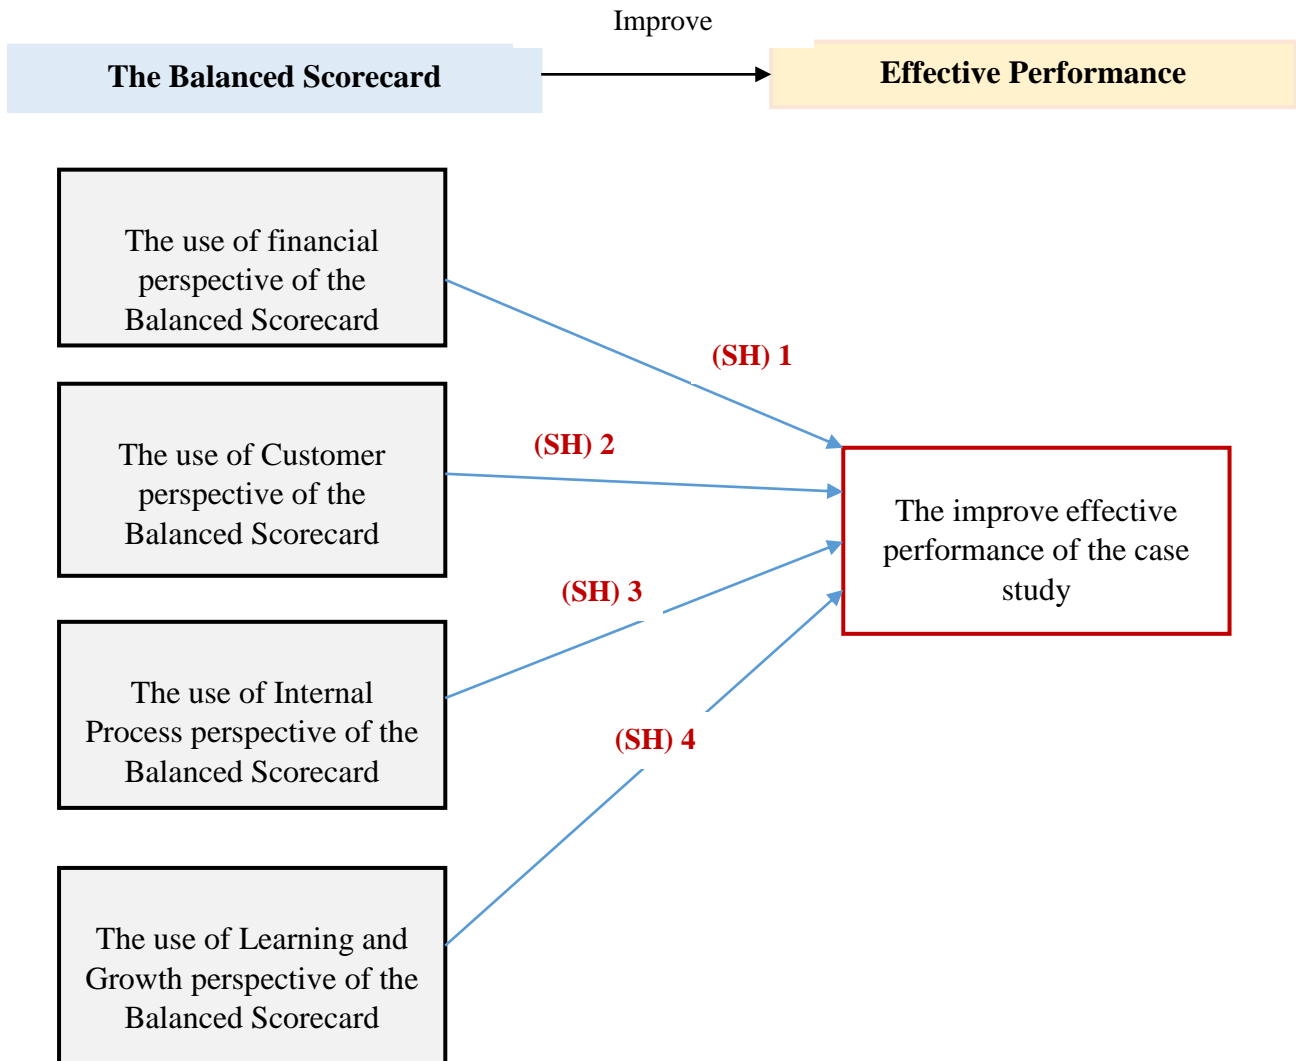 Improve
The Balanced Scorecard
Effective Performance
The use of financial
perspective of the
Balanced Scorecard
(SH) 1
The use of Customer
perspective of the
Balanced Scorecard
(SH) 2
The improve effective
performance of the case
study
(SH) 3
The use of Internal
Process perspective of the
Balanced Scorecard
(SH) 4
The use of Learning and
Growth perspective of the
Balanced Scorecard